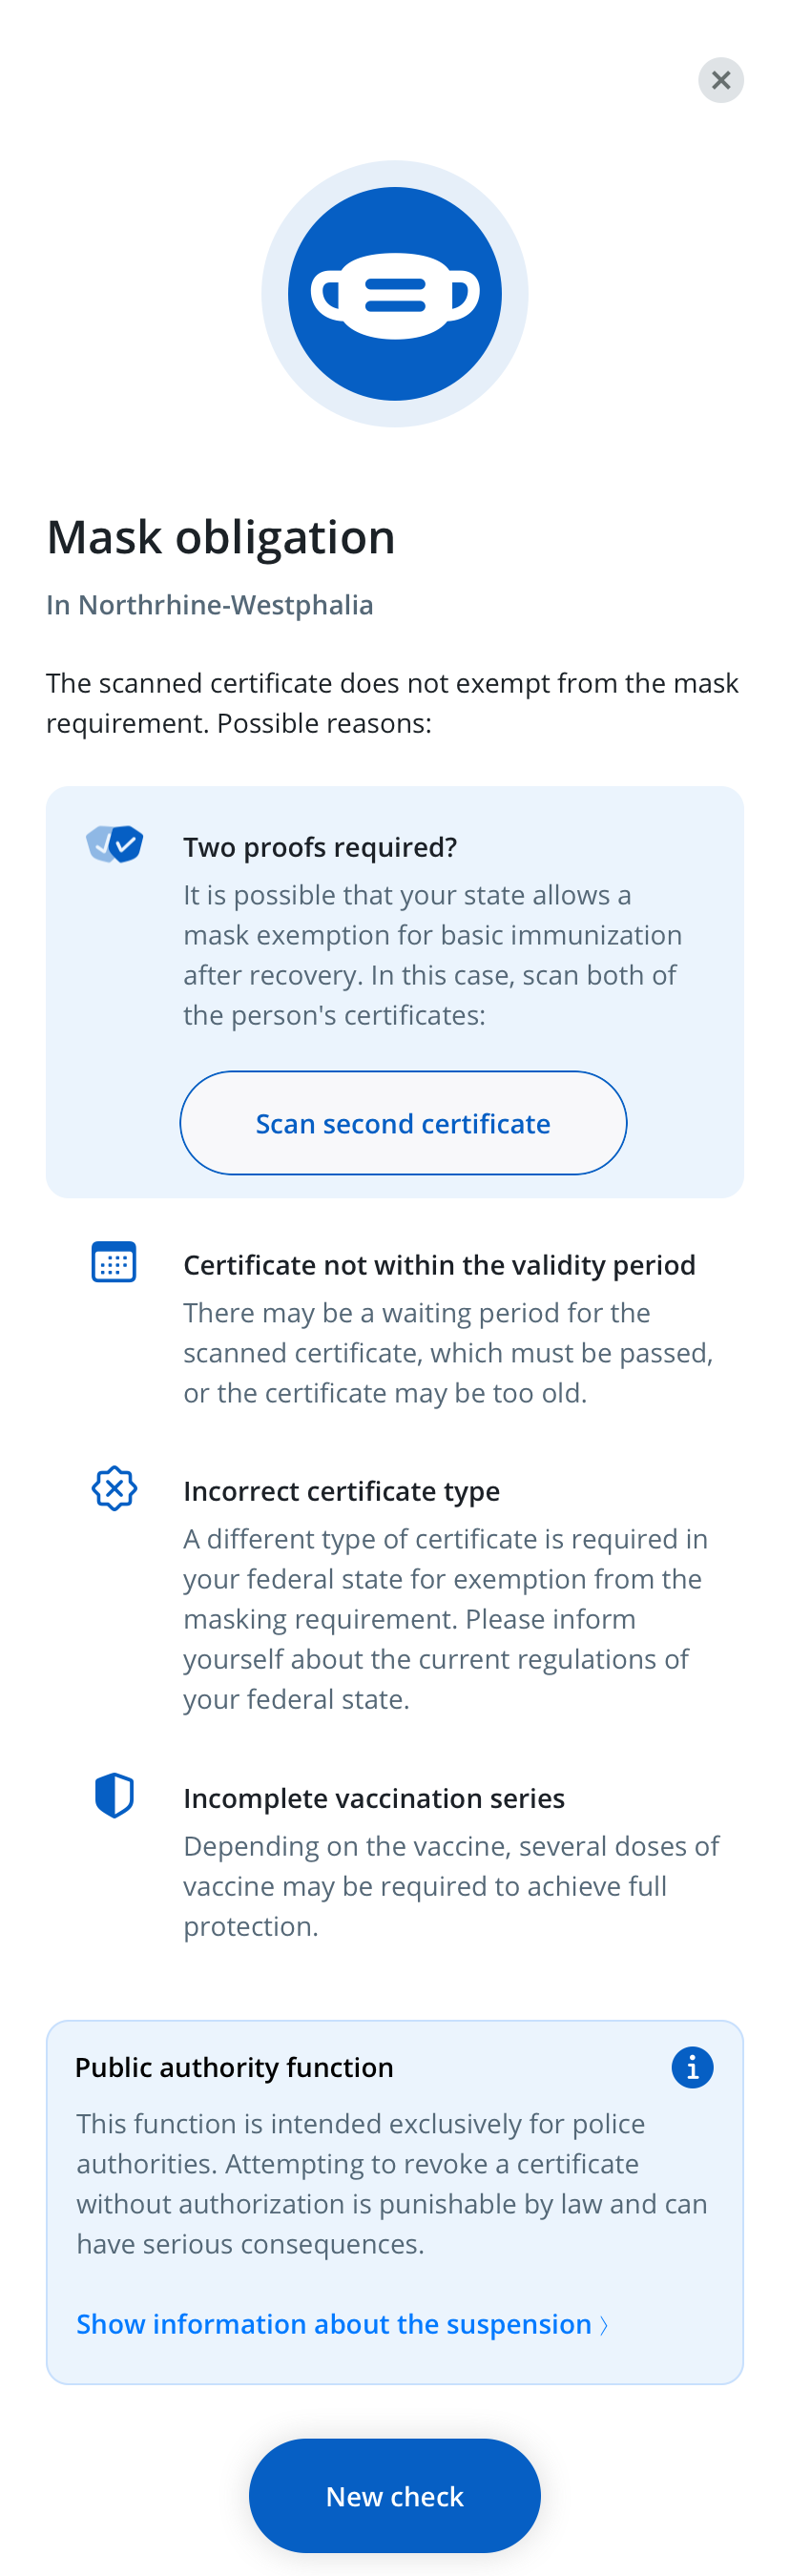 Mask obligation
In Northrhine-Westphalia
The scanned certificate does not exempt from the mask
requirement. Possible reasons:
Two proofs required?
It is possible that your state allows a
mask exemption for basic immunization
after recovery. In this case, scan both of
the person's certificates:
Scan second certificate
Certificate not within the validity period
There may be a waiting period for the
scanned certificate, which must be passed,
or the certificate may be too old.
Incorrect certificate type
A different type of certificate is required in
your federal state for exemption from the
masking requirement. Please inform
yourself about the current regulations of
your federal state.
Incomplete vaccination series
Depending on the vaccine, several doses of
vaccine may be required to achieve full
protection.
Public authority function
This function is intended exclusively for police
authorities. Attempting to revoke a certificate
without authorization is punishable by law and can
have serious consequences.
Show information about the suspension
New check